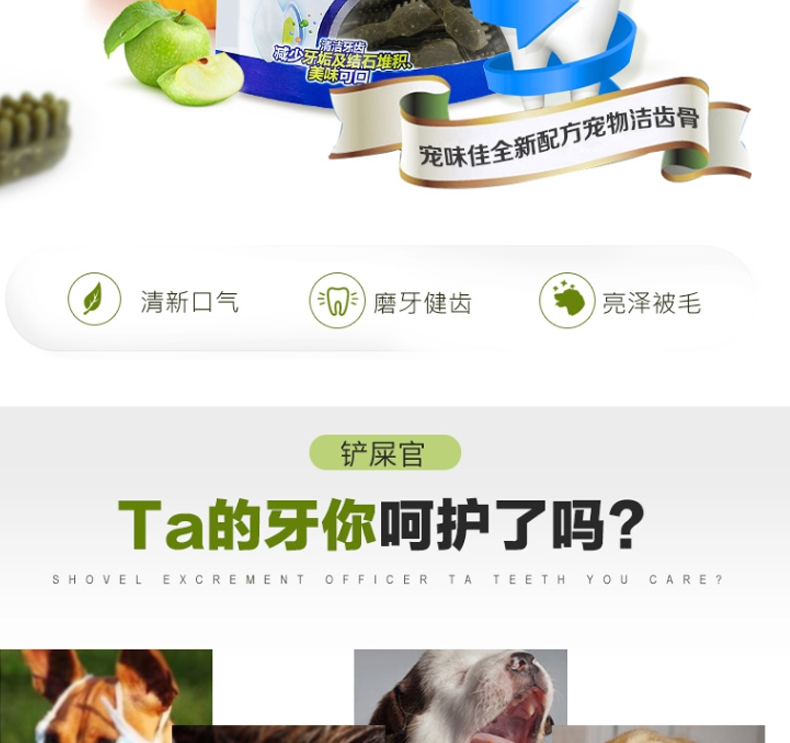 清洁牙齿
减少牙垢及结石堆积,
美味可口
宠味佳全新配方宠物洁齿骨
清新口气
磨牙健齿
亮泽被毛
铲屎官
Ta的牙你呵护了吗?
SHOVEL EXCREMENT OFFICER TA TEETH YOU CARE?